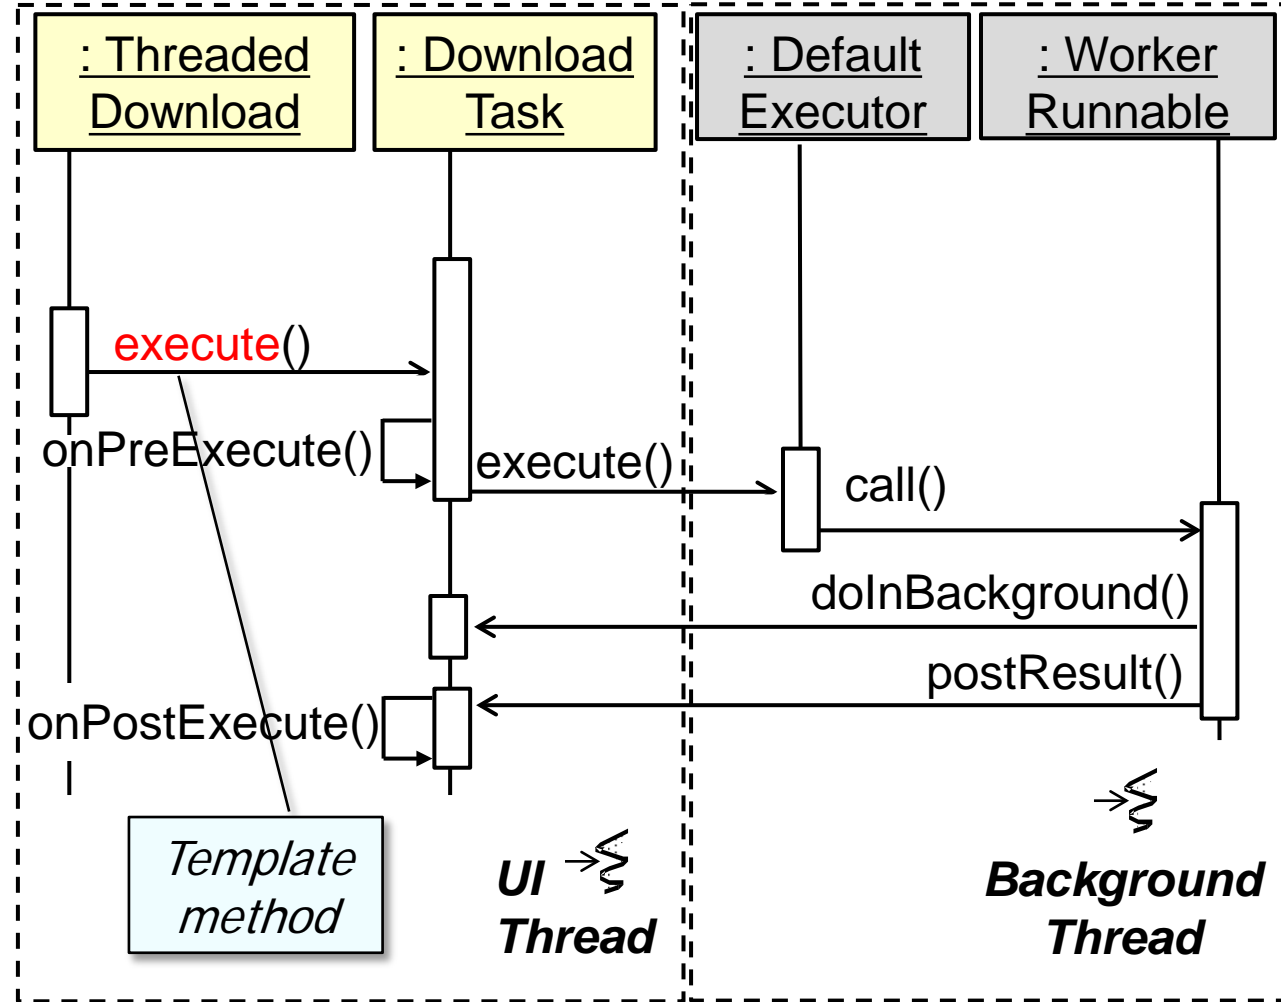 : Threaded
Download
: Download
Task
: Default
Executor
: Worker
Runnable
execute()
onPreExecute()
execute()
call()
doInBackground()
postResult()
onPostExecute()
Template
method
UI
Thread
Background
Thread